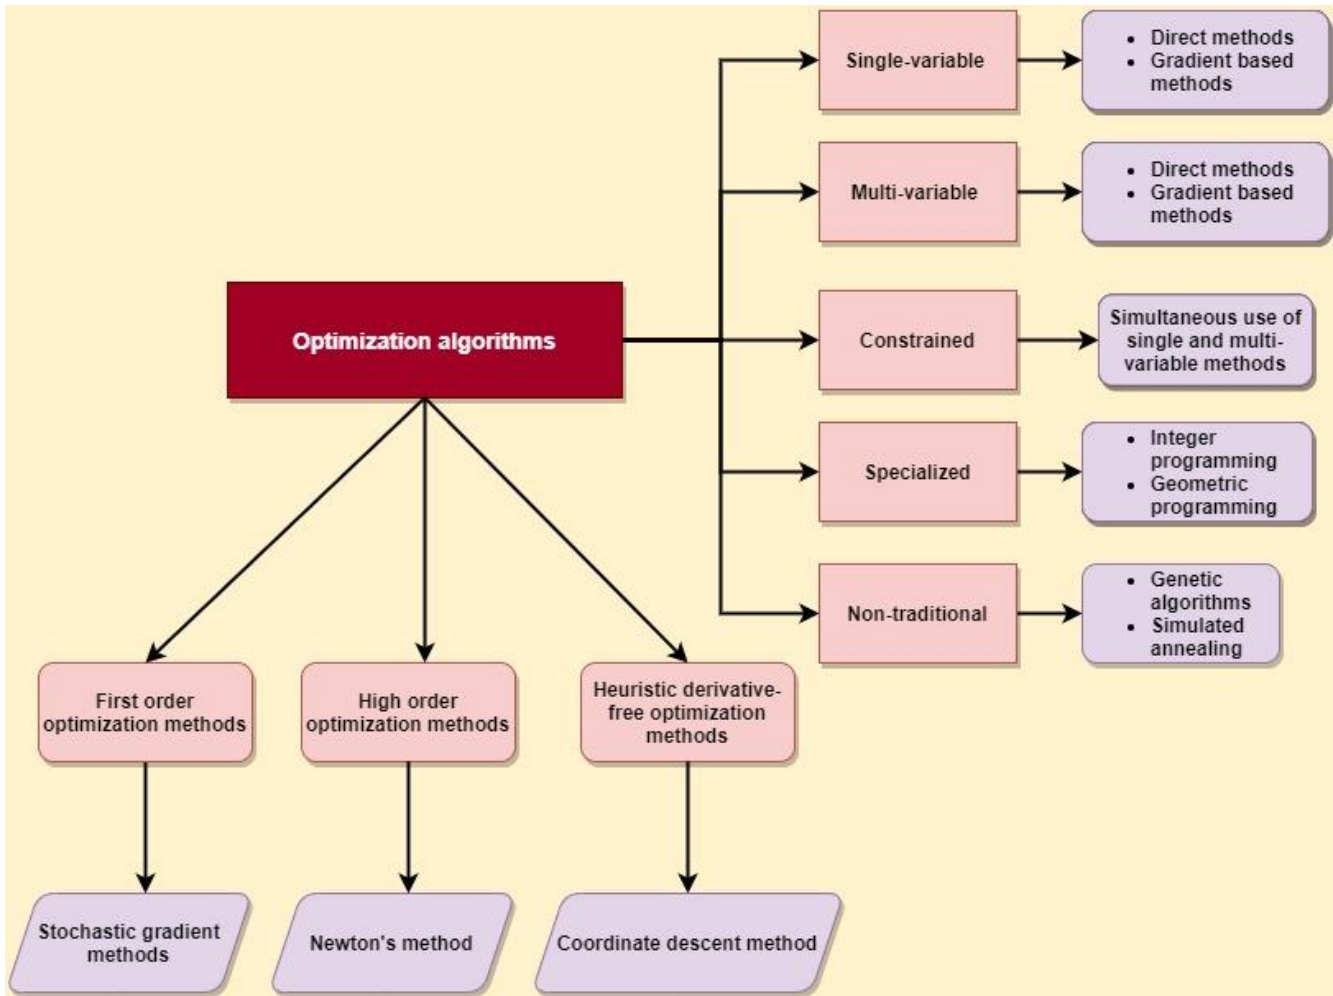 Single-variable
• Direct methods
• Gradient based
methods
Multi-variable
• Direct methods
• Gradient based
methods
Optimization algorithms
Constrained
Simultaneous use of
single and multi-
variable methods
Specialized
• Integer
programming
• Geometric
programming
Non-traditional
• Genetic
algorithms
• Simulated
annealing
First order
optimization methods
High order
optimization methods
Heuristic derivative-
free optimization
methods
Stochastic gradient
methods
Newton's method
Coordinate descent method